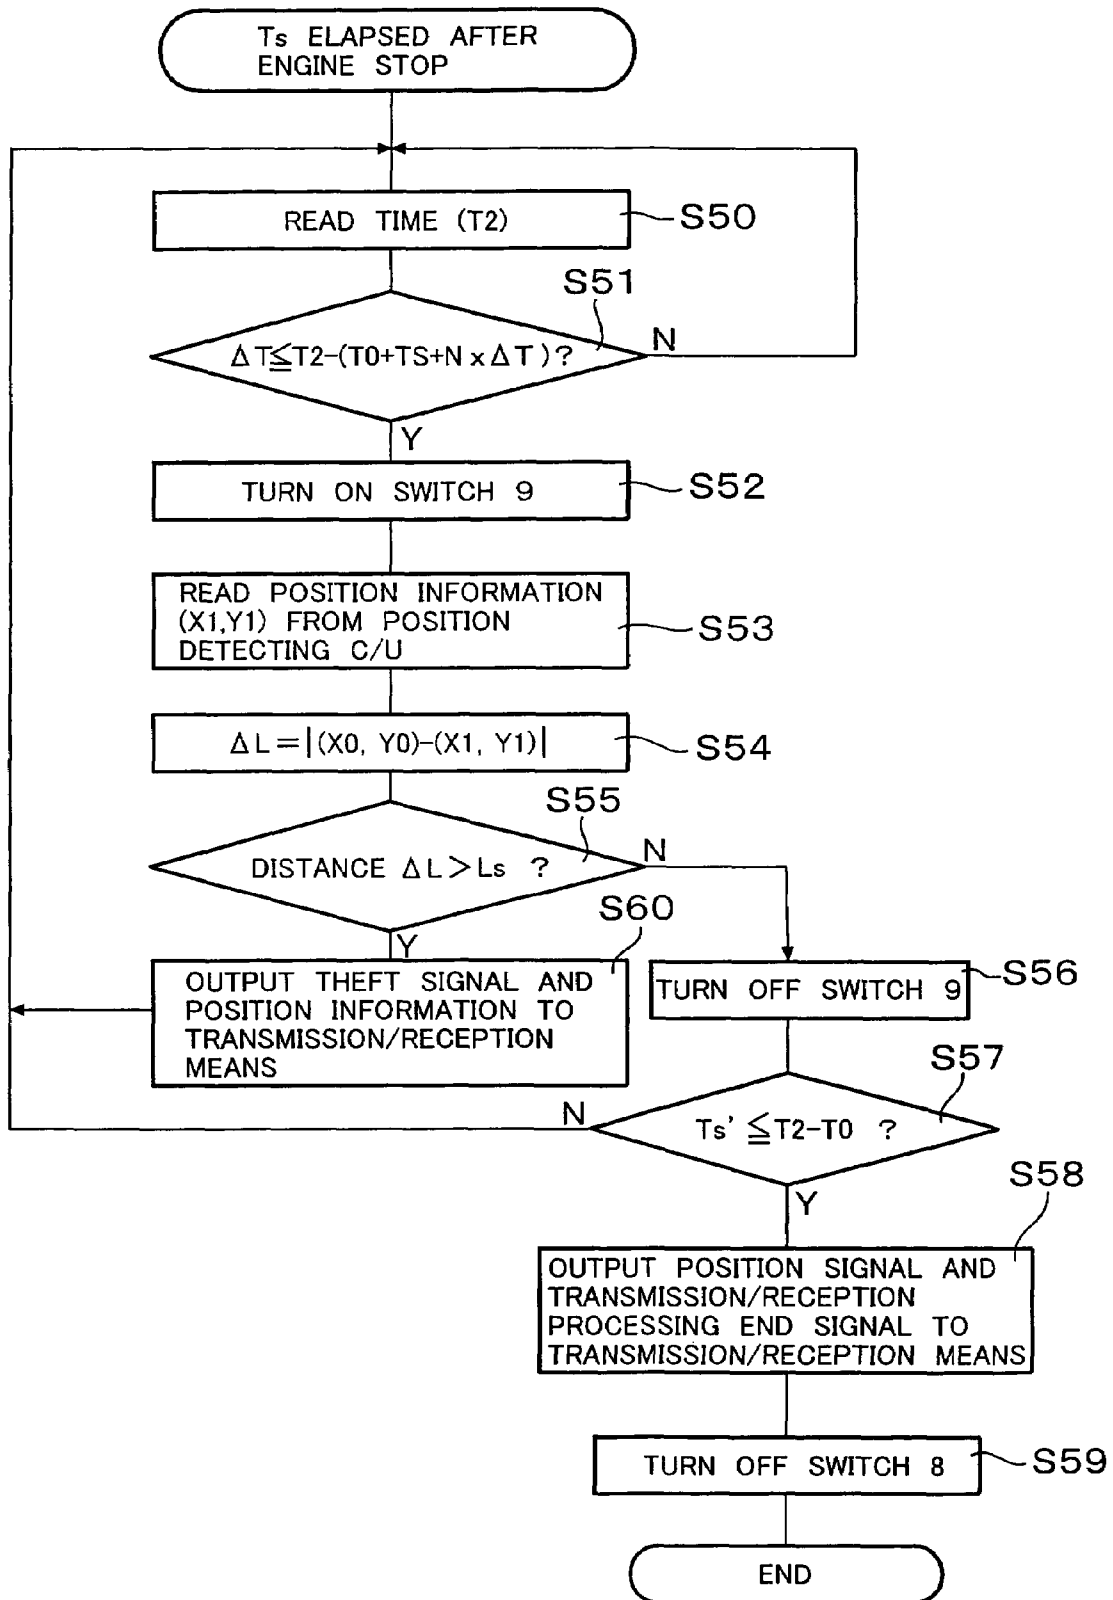 Ts ELAPSED AFTER
ENGINE STOP
READ TIME (T2)
S50
S51
ΔT≦T2-(T0+TS+N x ΔT)?
N
Y
TURN ON SWITCH 9
S52
READ POSITION INFORMATION
(X1,Y1) FROM POSITION
DETECTING C/U
S53
ΔL=|(X0, Y0)-(X1, Y1)|
S54
S55
DISTANCE ΔL>Ls ?
N
Y
S60
OUTPUT THEFT SIGNAL AND
POSITION INFORMATION TO
TRANSMISSION/RECEPTION
MEANS
TURN OFF SWITCH 9
S56
S57
Ts' ≦T2-T0 ?
N
Y
S58
OUTPUT POSITION SIGNAL AND
TRANSMISSION/RECEPTION
PROCESSING END SIGNAL TO
TRANSMISSION/RECEPTION MEANS
TURN OFF SWITCH 8
S59
END